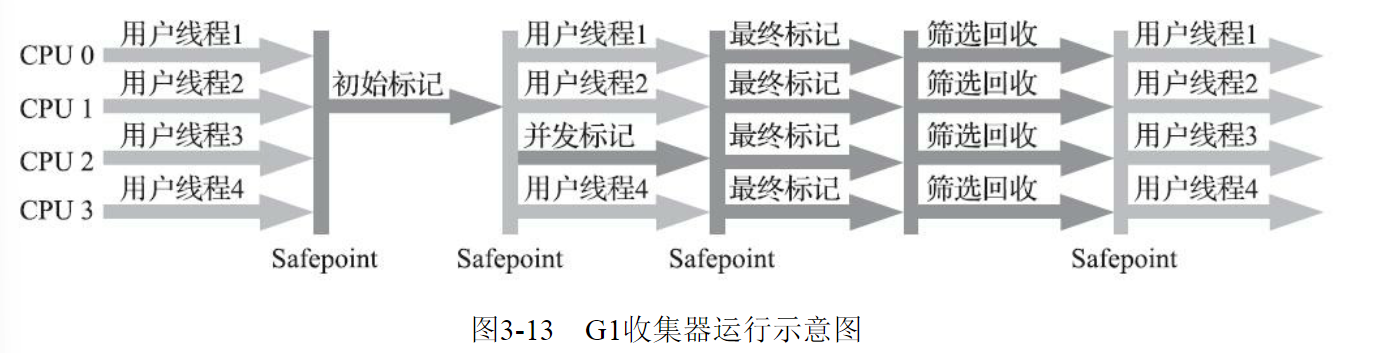 CPU 0 用户线程1 用户线程1 最终标记 筛选回收 用户线程1
CPU 1 用户线程2 初始标记 用户线程2 最终标记 筛选回收 用户线程2
CPU 2 用户线程3 并发标记 最终标记 筛选回收 用户线程3
CPU 3 用户线程4 用户线程4 最终标记 筛选回收 用户线程4
Safepoint Safepoint Safepoint Safepoint
图3-13 G1收集器运行示意图